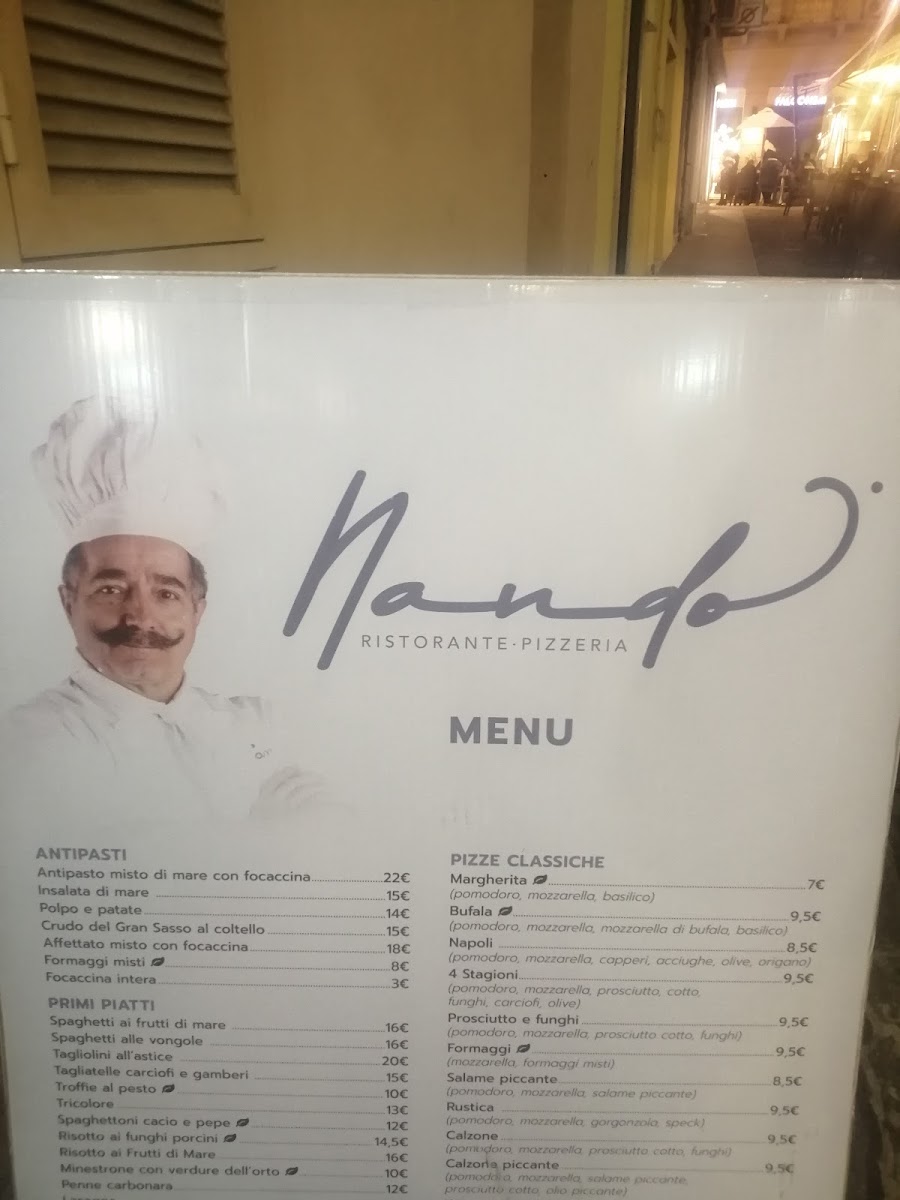 Nando
RISTORANTE·PIZZERIA
MENU
ANTIPASTI
Antipasto misto di mare con focaccina 22€
Insalata di mare 15€
Polpo e patate 14€
Crudo del Gran Sasso al coltello 15€
Affettato misto con focaccina 18€
Formaggi misti 8€
Focaccina intera 3€
PRIMI PIATTI
Spaghetti ai frutti di mare 16€
Spaghetti alle vongole 16€
Tagliolini all'astice 20€
Tagliatelle carciofi e gamberi 15€
Troffie al pesto 10€
Tricolore 13€
Spaghettoni cacio e pepe 12€
Risotto ai funghi porcini 14,5€
Risotto ai Frutti di Mare 16€
Minestrone con verdure dell'orto 10€
Penne carbonara 12€
PIZZE CLASSICHE
Margherita 7€
(pomodoro, mozzarella, basilico)
Bufala 9,5€
(pomodoro, mozzarella, mozzarella di bufala, basilico)
Napoli 8,5€
(pomodoro, mozzarella, capperi, acciughe, olive, origano)
4 Stagioni 9,5€
(pomodoro, mozzarella, prosciutto, cotto,
funghi, carciofi, olive)
Prosciutto e funghi 9,5€
(pomodoro, mozzarella, prosciutto cotto, funghi)
Formaggi 9,5€
(mozzarella, formaggi misti)
Salame piccante 8,5€
(pomodoro, mozzarella, salame piccante)
Rustica 9,5€
(pomodoro, mozzarella, gorgonzola, speck)
Calzone 9,5€
(pomodoro, mozzarella, prosciutto cotto, funghi)
Calzone piccante 9,5€
(pomodoro, mozzarella, salame piccante,
prosciutto cotto, olio piccante)